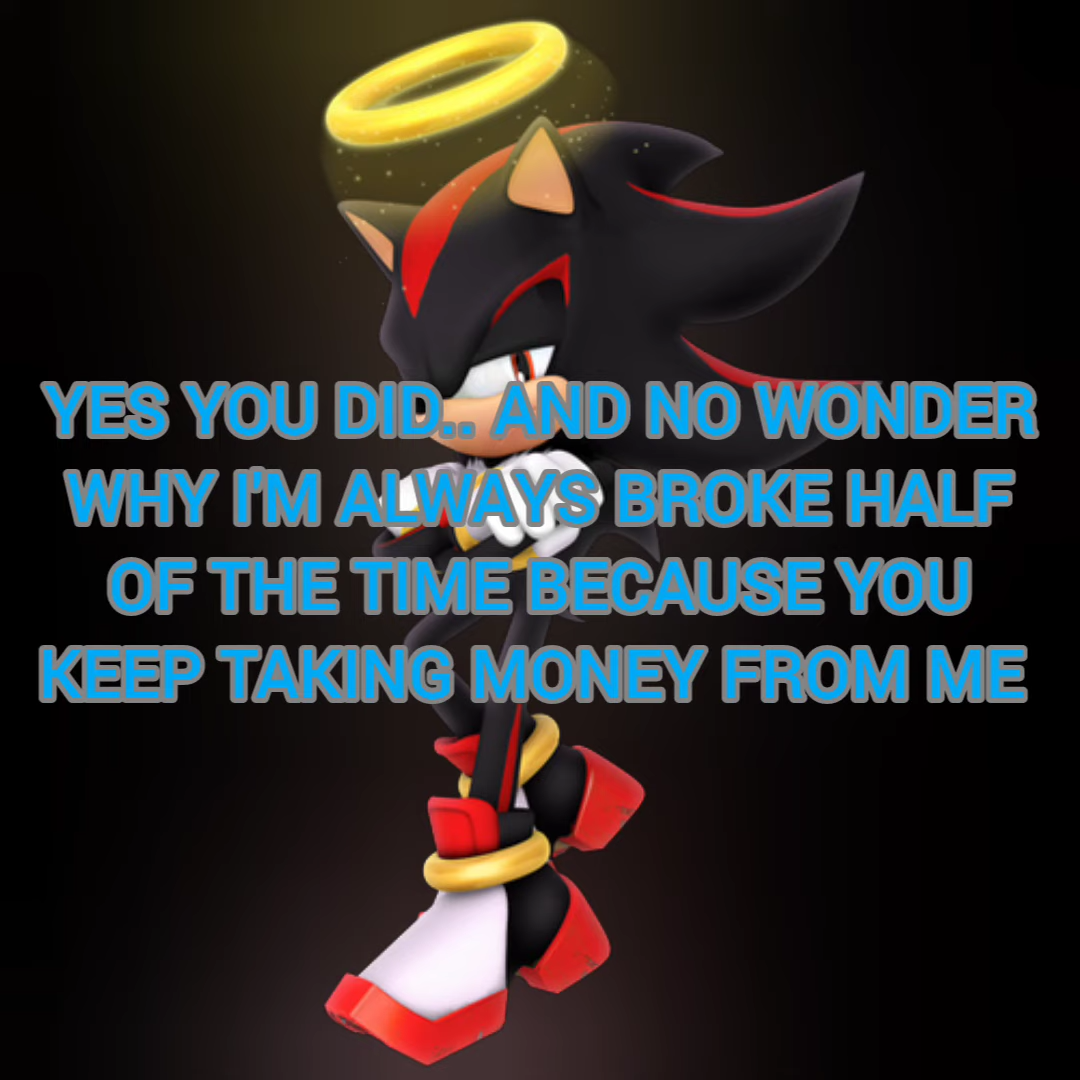 YES YOU DID.. AND NO WONDER
WHY I'M ALWAYS BROKE HALF
OF THE TIME BECAUSE YOU
KEEP TAKING MONEY FROM ME